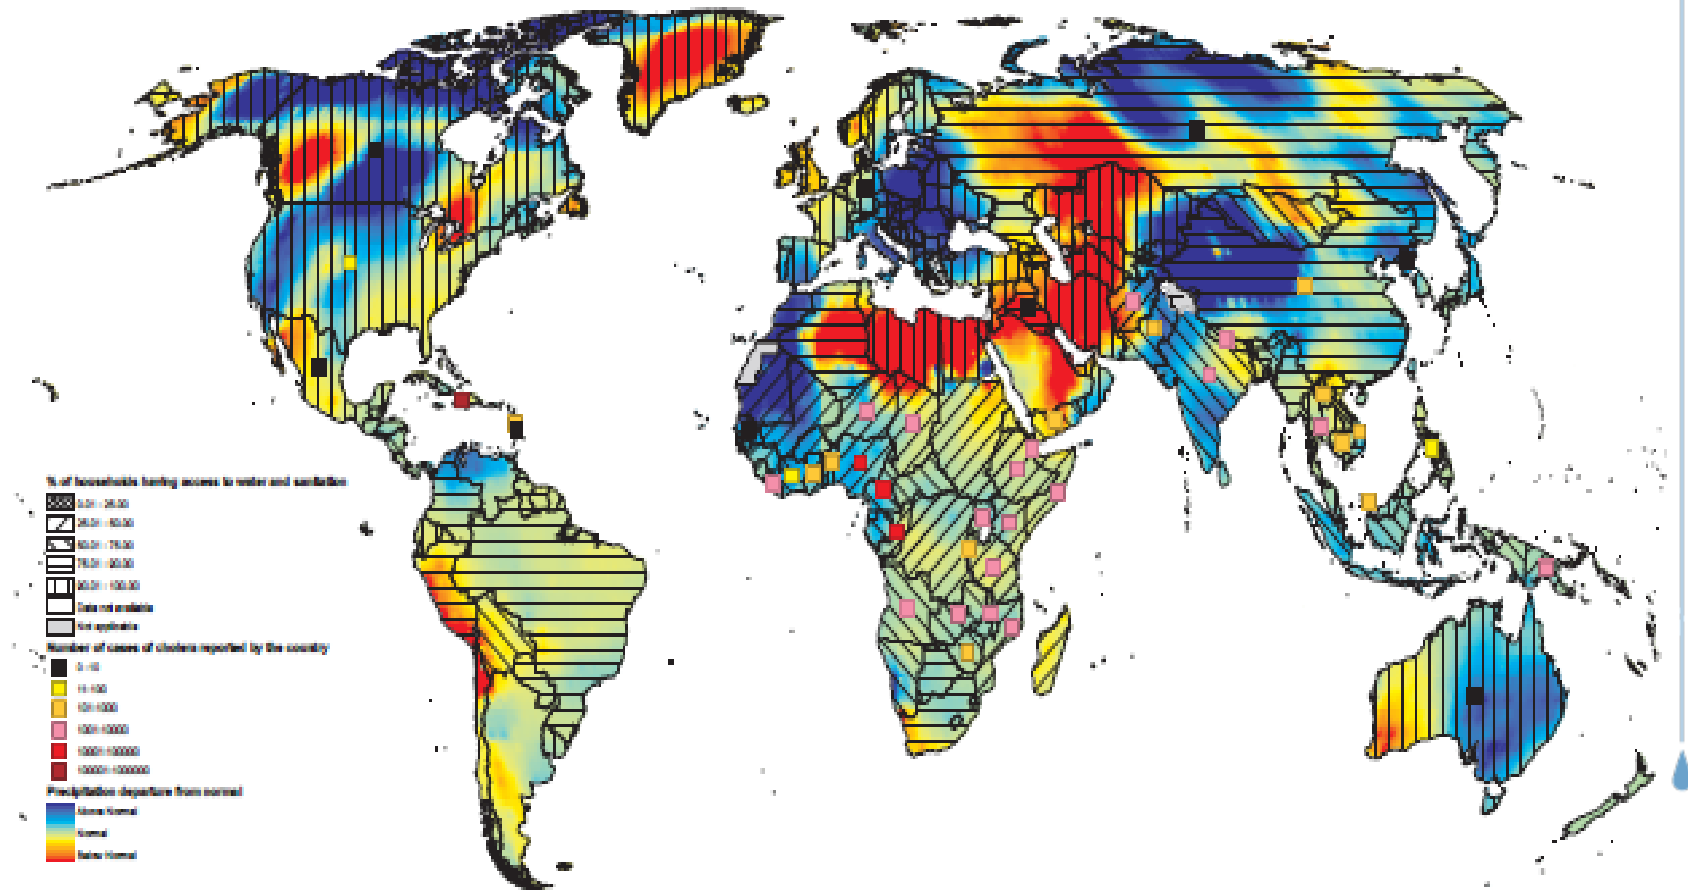 % of households having access to water and sanitation
0.01 - 25.00
25.01 - 50.00
50.01 - 75.00
75.01 - 90.00
90.01 - 100.00
Data not available
Not applicable
Number of cases of cholera reported by the country
0 - 10
11-100
101-1000
1001-10000
10001-100000
100001-1000000
Precipitation departure from normal
Above Normal
Normal
Below Normal